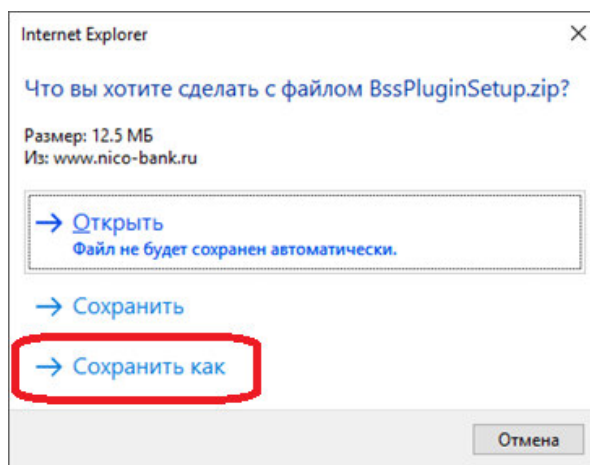 Internet Explorer
Что вы хотите сделать с файлом BssPluginSetup.zip?
Размер: 12.5 МБ
Из: www.nico-bank.ru
Открыть
Файл не будет сохранен автоматически.
Сохранить
Сохранить как
Отмена